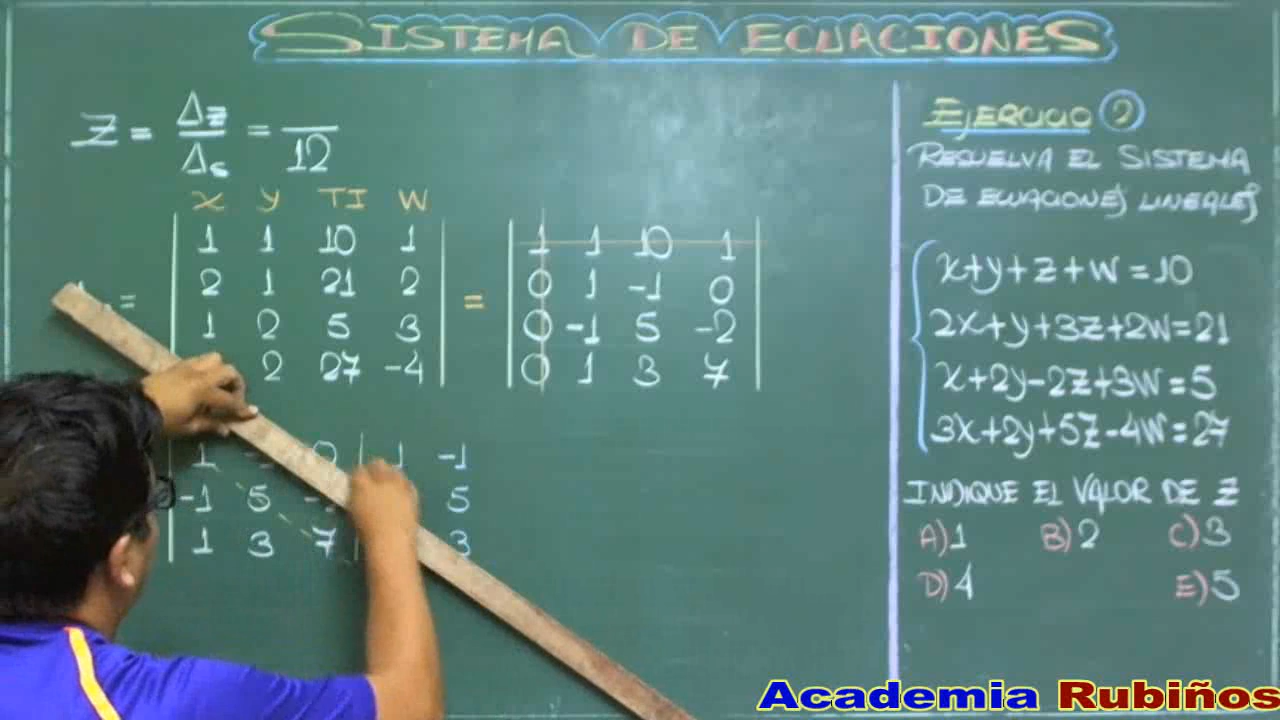 SISTEMA DE ECUACIONES
Z = Δz/Δs = /12
X Y TI W
1 1 10 1
2 1 21 2
1 2 5 3
2 27 -4
= =
1 1 10 1
0 1 -1 0
0 -1 5 -2
0 1 3 7
1 1 -1
-1 5 5
1 3 7 3
EJERCICIO 2
RESUELVA EL SISTEMA
DE ECUACIONES LINEALES
x+y+z+w=10
2x+y+3z+2w=21
x+2y-2z+3w=5
3x+2y+5z-4w=27
INDIQUE EL VALOR DE Z
A)1 B)2 C)3
D)4 E)5
Academia Rubiños